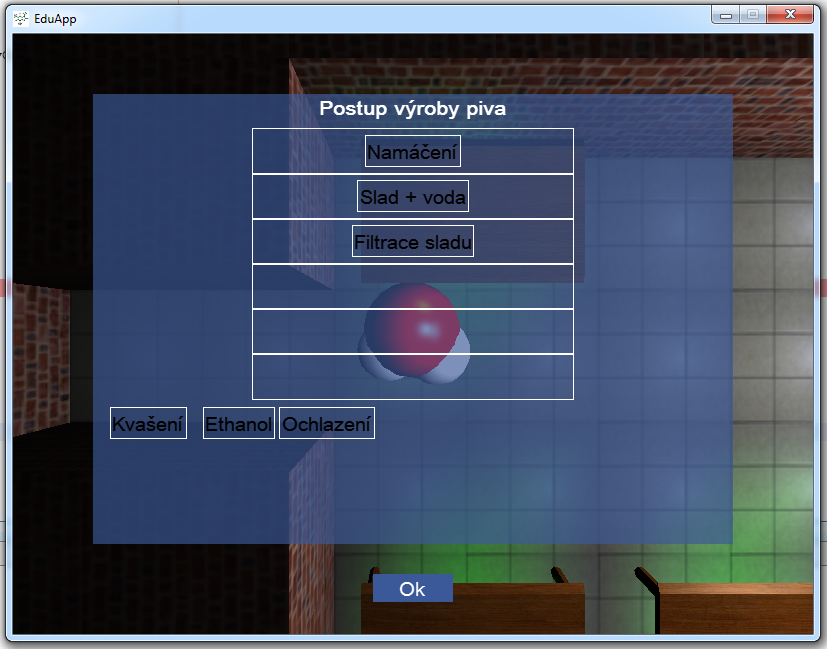 EduApp
Postup výroby piva
Namáčení
Slad + voda
Filtrace sladu
Kvašení Ethanol Ochlazení
Ok